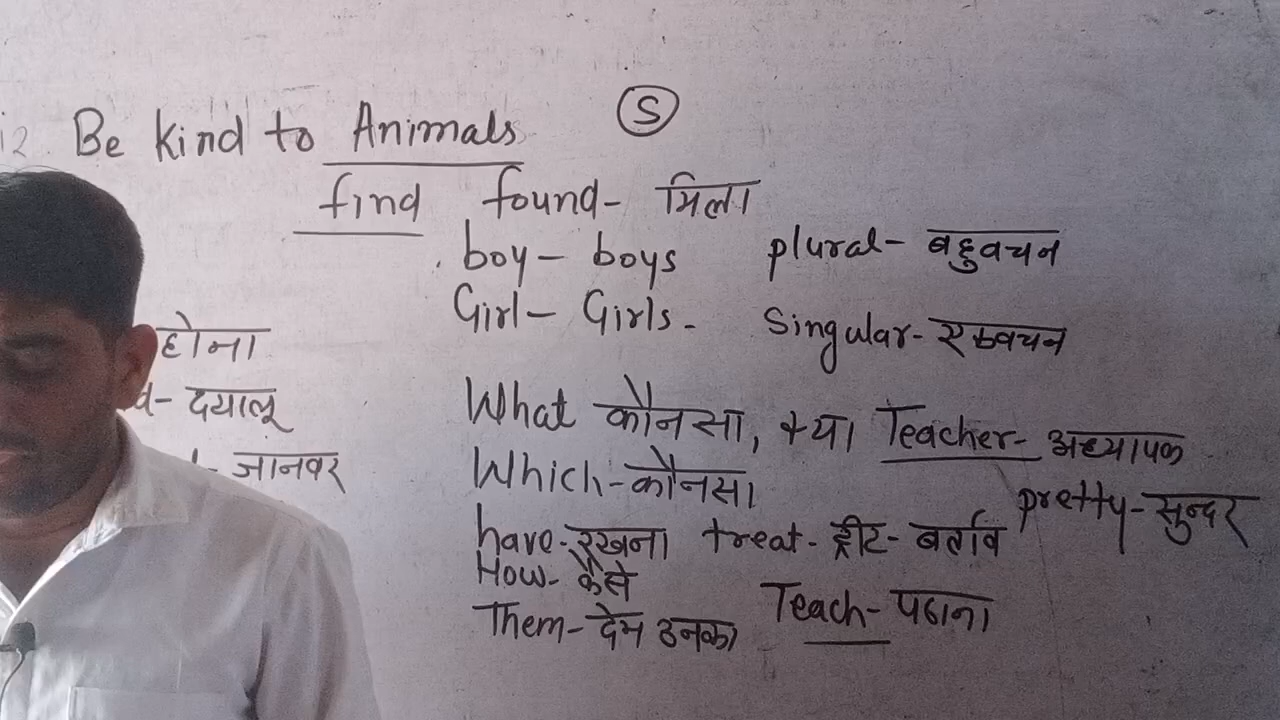 12 Be kind to Animals Ⓢ
find found- मिला
boy- boys plural- बहुवचन
Girl- Girls- Singular- एकवचन
होना
- दयालू
- जानवर
What कौनसा, क्या Teacher- अध्यापक
Which-कौनसा pretty-सुन्दर
have-रखना treat-ट्रीट-बर्ताव
How- कैसे
Them-देम उनका Teach- पढाना